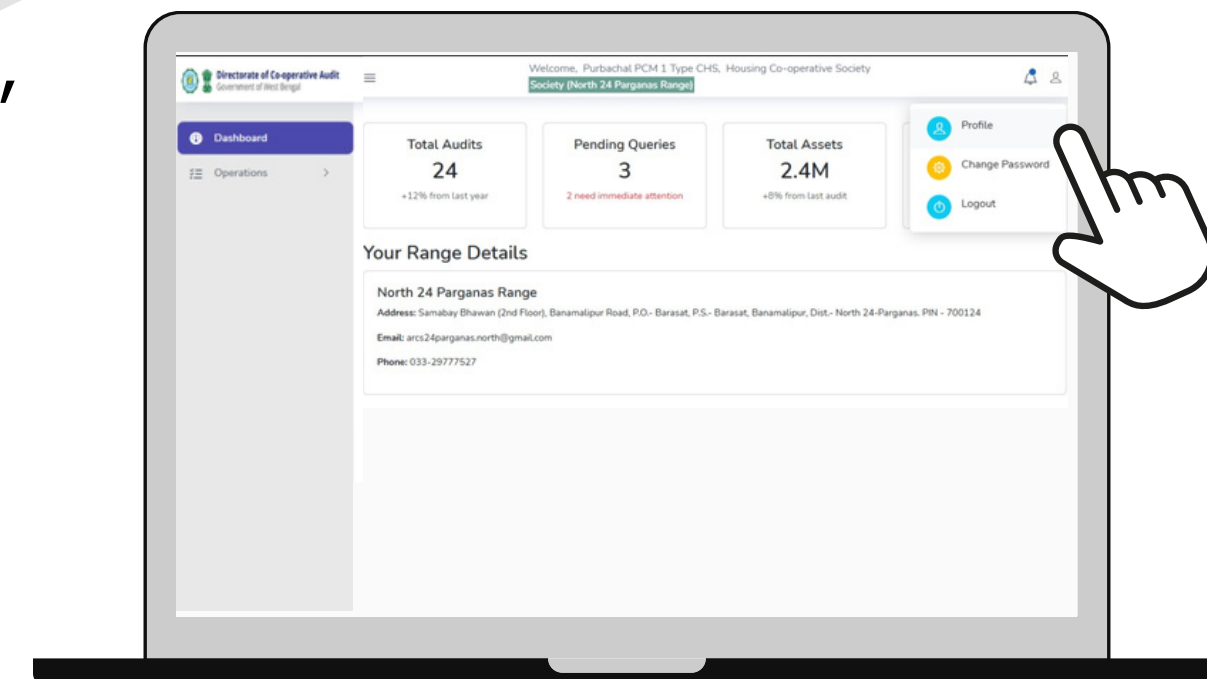 ,
Directorate of Co-operative Audit
Government of West Bengal
Welcome, Purbachal PCM 1 Type CHS, Housing Co-operative Society
Society (North 24 Parganas Range)
Dashboard
Operations
Total Audits
24
+12% from last year
Pending Queries
3
2 need immediate attention
Total Assets
2.4M
+8% from last audit
Profile
Change Password
Logout
Your Range Details
North 24 Parganas Range
Address: Samabay Bhawan (2nd Floor), Banamalipur Road, P.O.- Barasat, P.S.- Barasat, Banamalipur, Dist.- North 24-Parganas. PIN - 700124
Email: arcs24parganas.north@gmail.com
Phone: 033-29777527